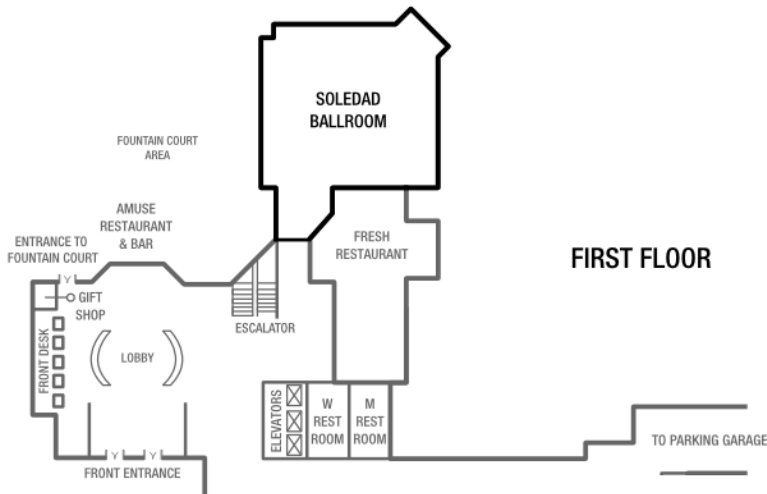 SOLEDAD
BALLROOM
FOUNTAIN COURT
AREA
AMUSE
RESTAURANT
& BAR
ENTRANCE TO
FOUNTAIN COURT
FRESH
RESTAURANT
FIRST FLOOR
GIFT
SHOP
ESCALATOR
FRONT DESK
LOBBY
ELEVATORS
W
REST
ROOM
M
REST
ROOM
TO PARKING GARAGE
FRONT ENTRANCE